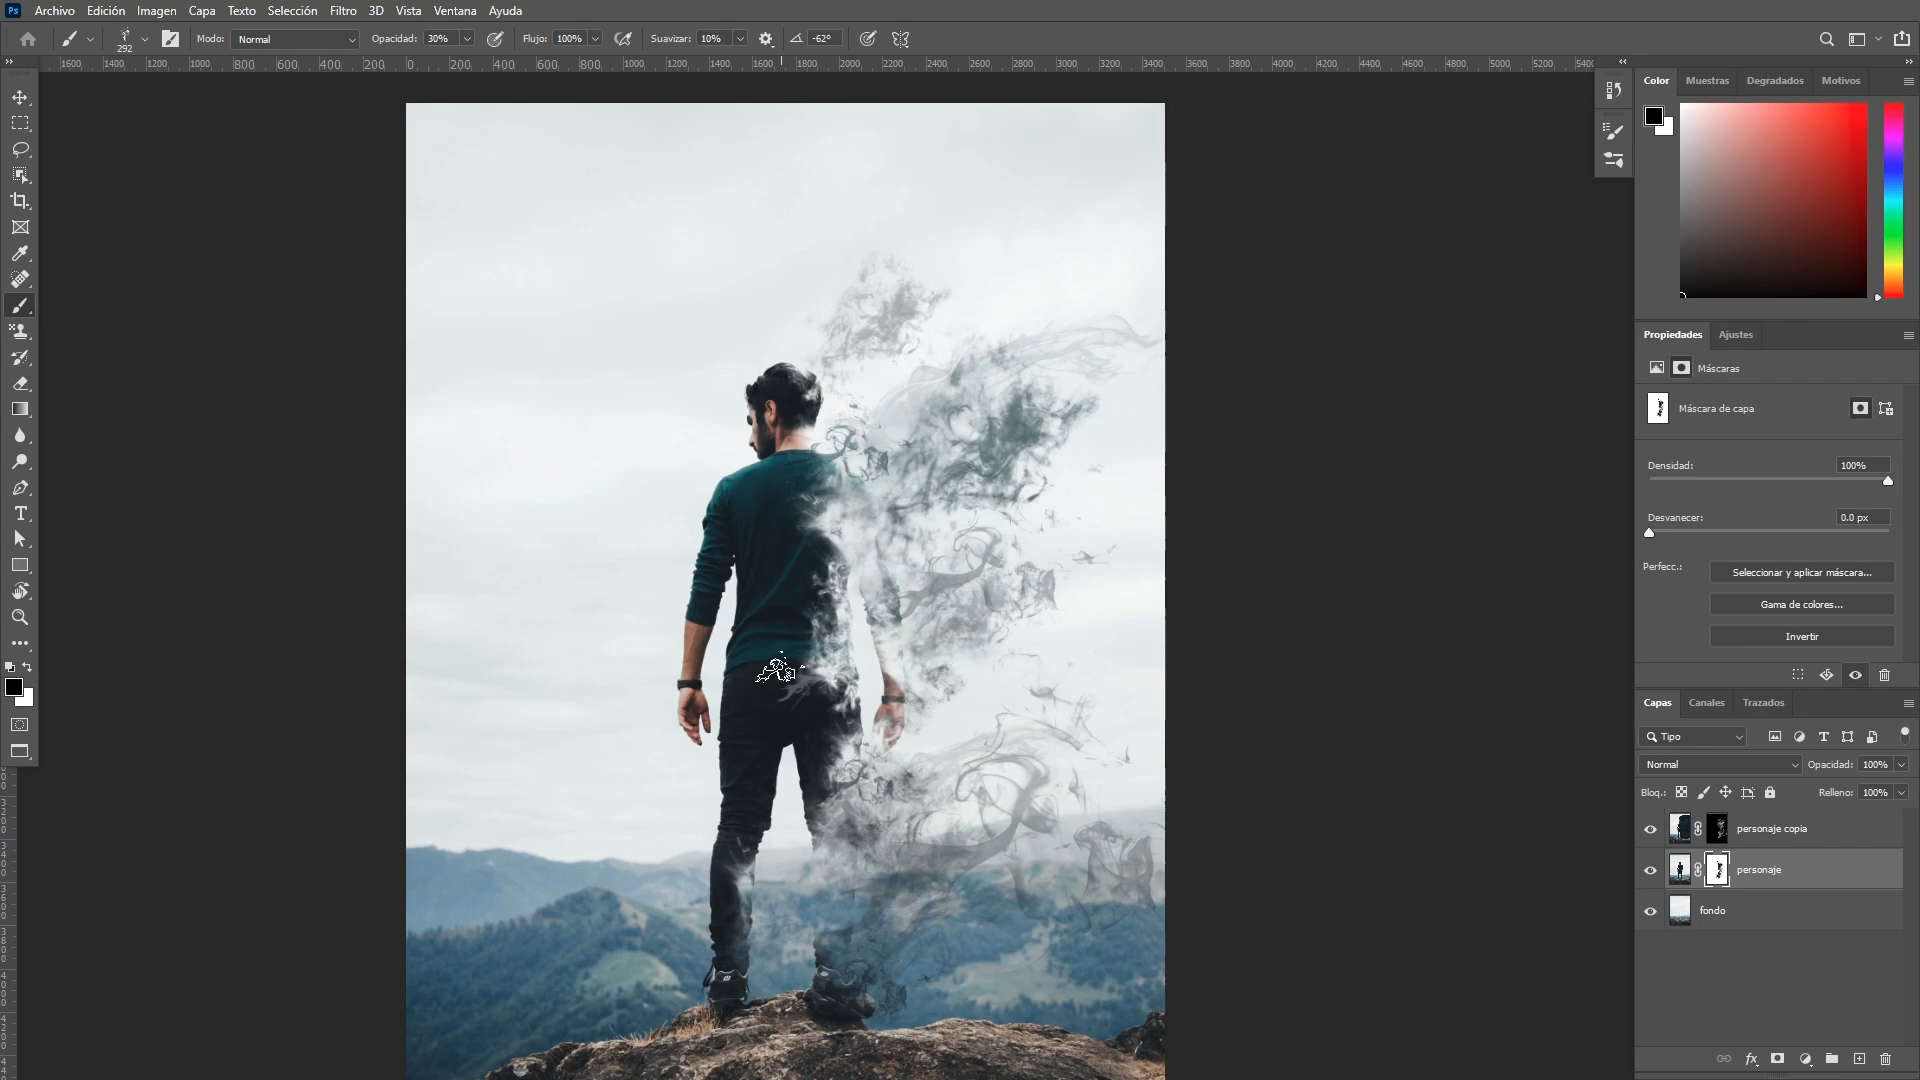 Ps Archivo Edición Imagen Capa Texto Selección Filtro 3D Vista Ventana Ayuda
292 Modo: Normal Opacidad: 30% Flujo: 100% Suavizar: 10% -62°
1600 1400 1200 1000 800 600 400 200 0 200 400 600 800 1000 1200 1400 1600 1800 2000 2200 2400 2600 2800 3000 3200 3400 3600 3800 4000 4200 4400 4600 4800 5000 5200 5400
Color Muestras Degradados Motivos
Propiedades Ajustes
Máscaras
Máscara de capa
Densidad: 100%
Desvanecer: 0.0 px
Perfecc.: Seleccionar y aplicar máscara...
Gama de colores...
Invertir
Capas Canales Trazados
Tipo
Normal Opacidad: 100%
Bloq.: Relleno: 100%
personaje copia
personaje
fondo